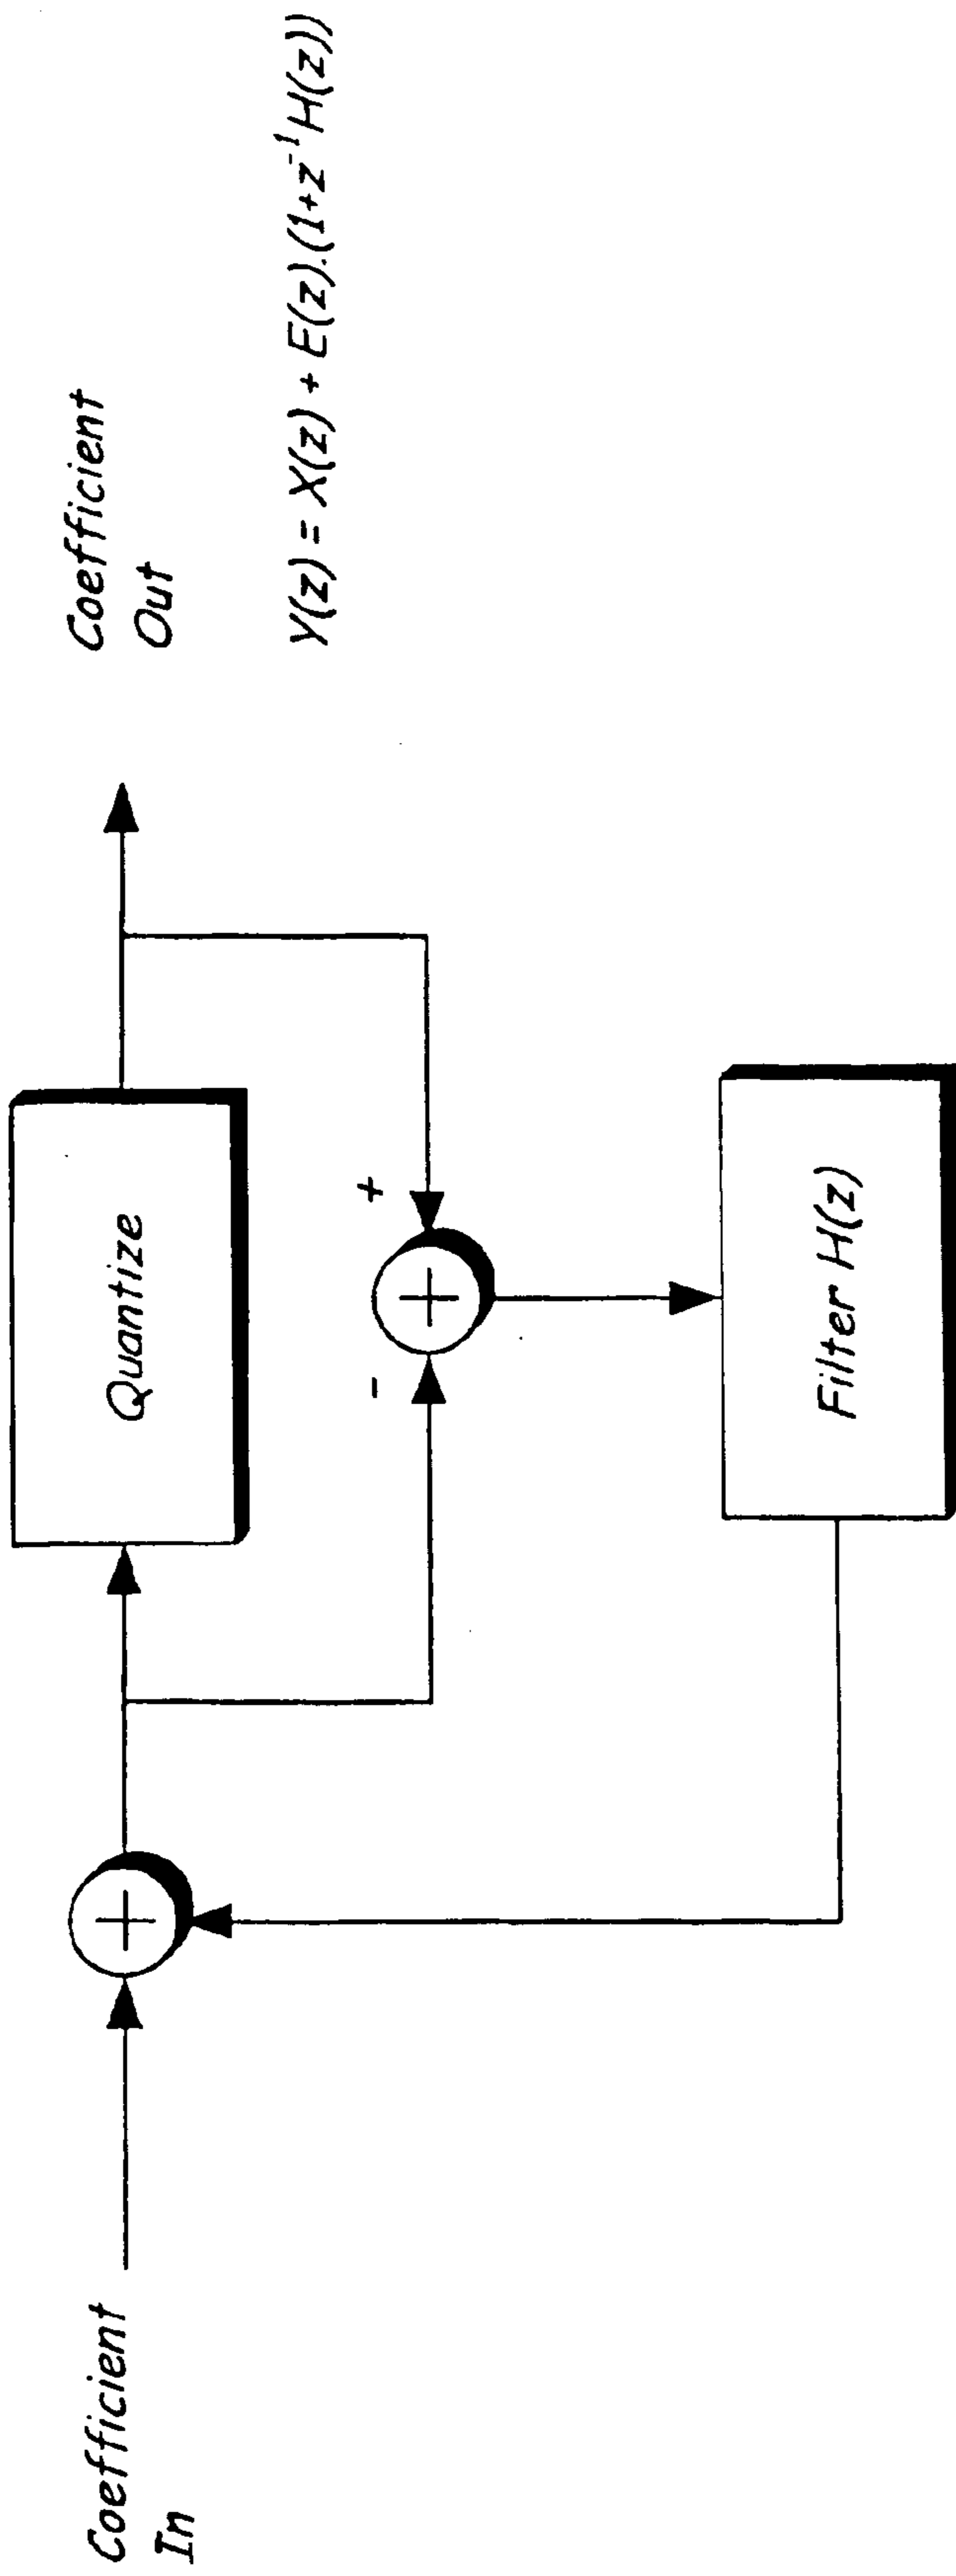 Coefficient
In
Quantize
-
+
Filter H(z)
Coefficient
Out
Y(z) = X(z) + E(z).(1+z⁻¹H(z))